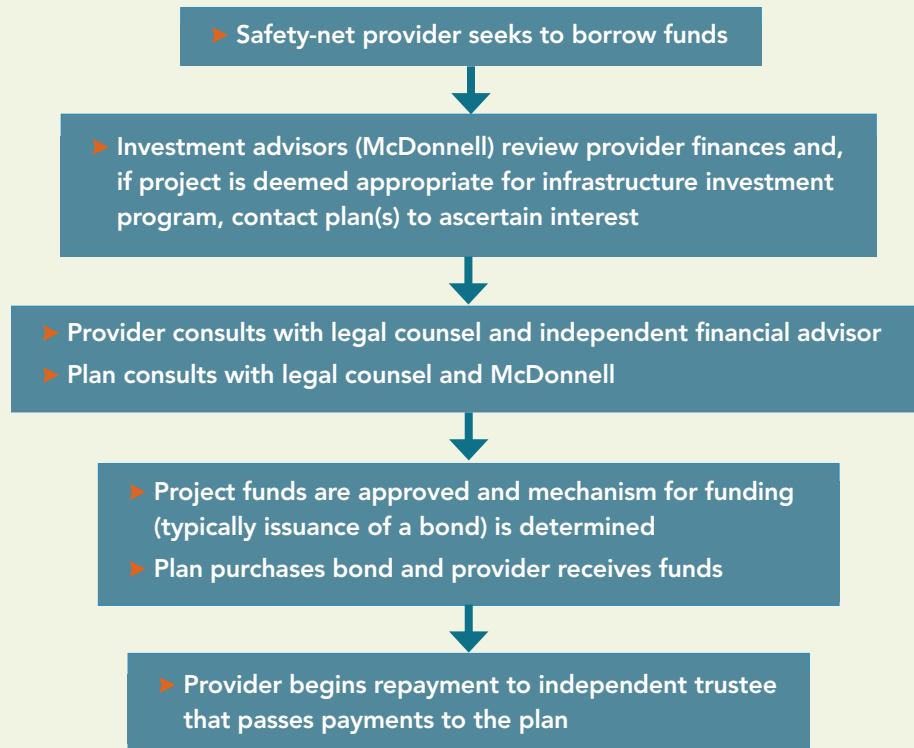 ➤ Safety-net provider seeks to borrow funds
➤ Investment advisors (McDonnell) review provider finances and,
if project is deemed appropriate for infrastructure investment
program, contact plan(s) to ascertain interest
➤ Provider consults with legal counsel and independent financial advisor
➤ Plan consults with legal counsel and McDonnell
➤ Project funds are approved and mechanism for funding
(typically issuance of a bond) is determined
➤ Plan purchases bond and provider receives funds
➤ Provider begins repayment to independent trustee
that passes payments to the plan